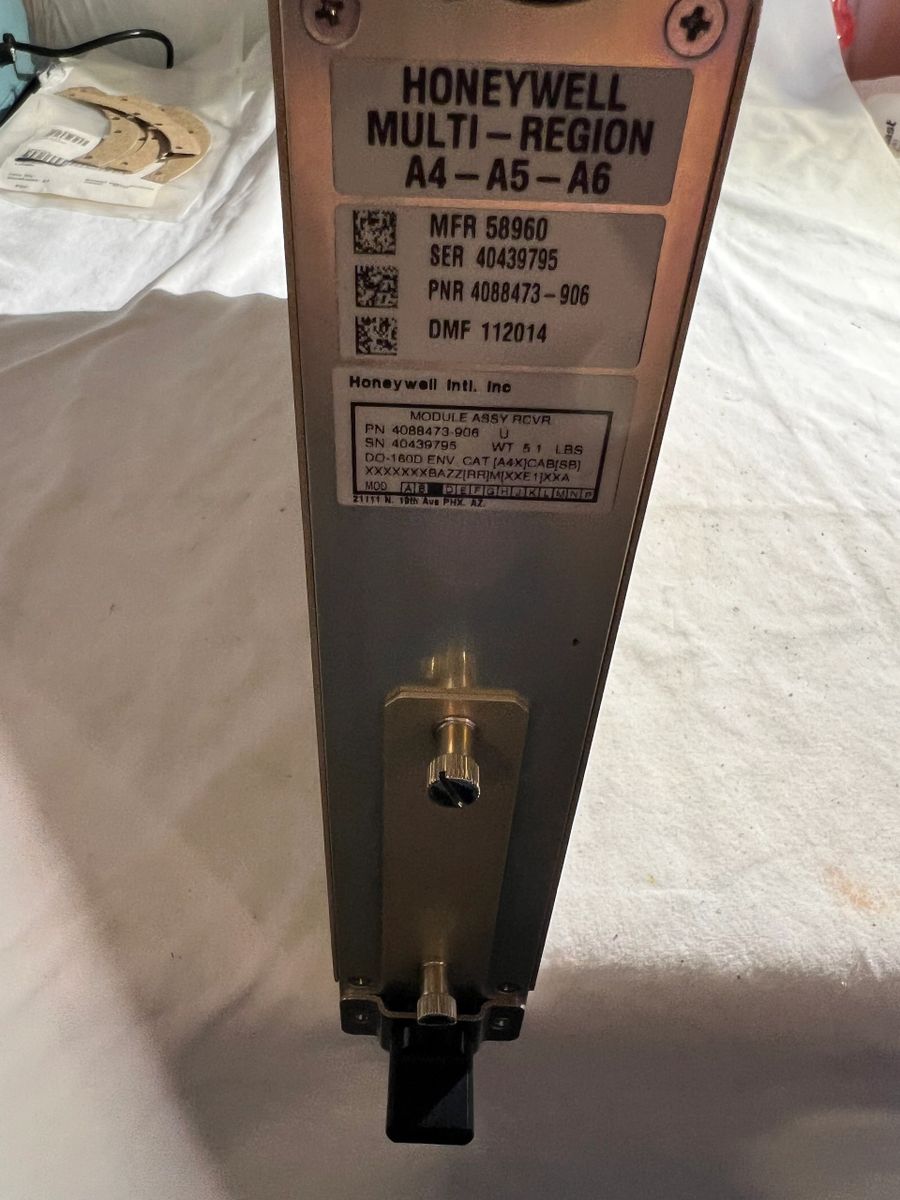 HONEYWELL
MULTI-REGION
A4-A5-A6
MFR 58960
SER 40439795
PNR 4088473-906
DMF 112014
Honeywell Intl. Inc
MODULE ASSY RCVR
PN 4088473-906 U
SN 40439795 WT 5.1 LBS
DO-160D ENV. CAT [A4X]CAB[SB]
XXXXXXXBAZZ[RR]M[XXE1]XXA
MOD A B D E F G H J K L M N P
21111 N. 19th Ave PHX. AZ.